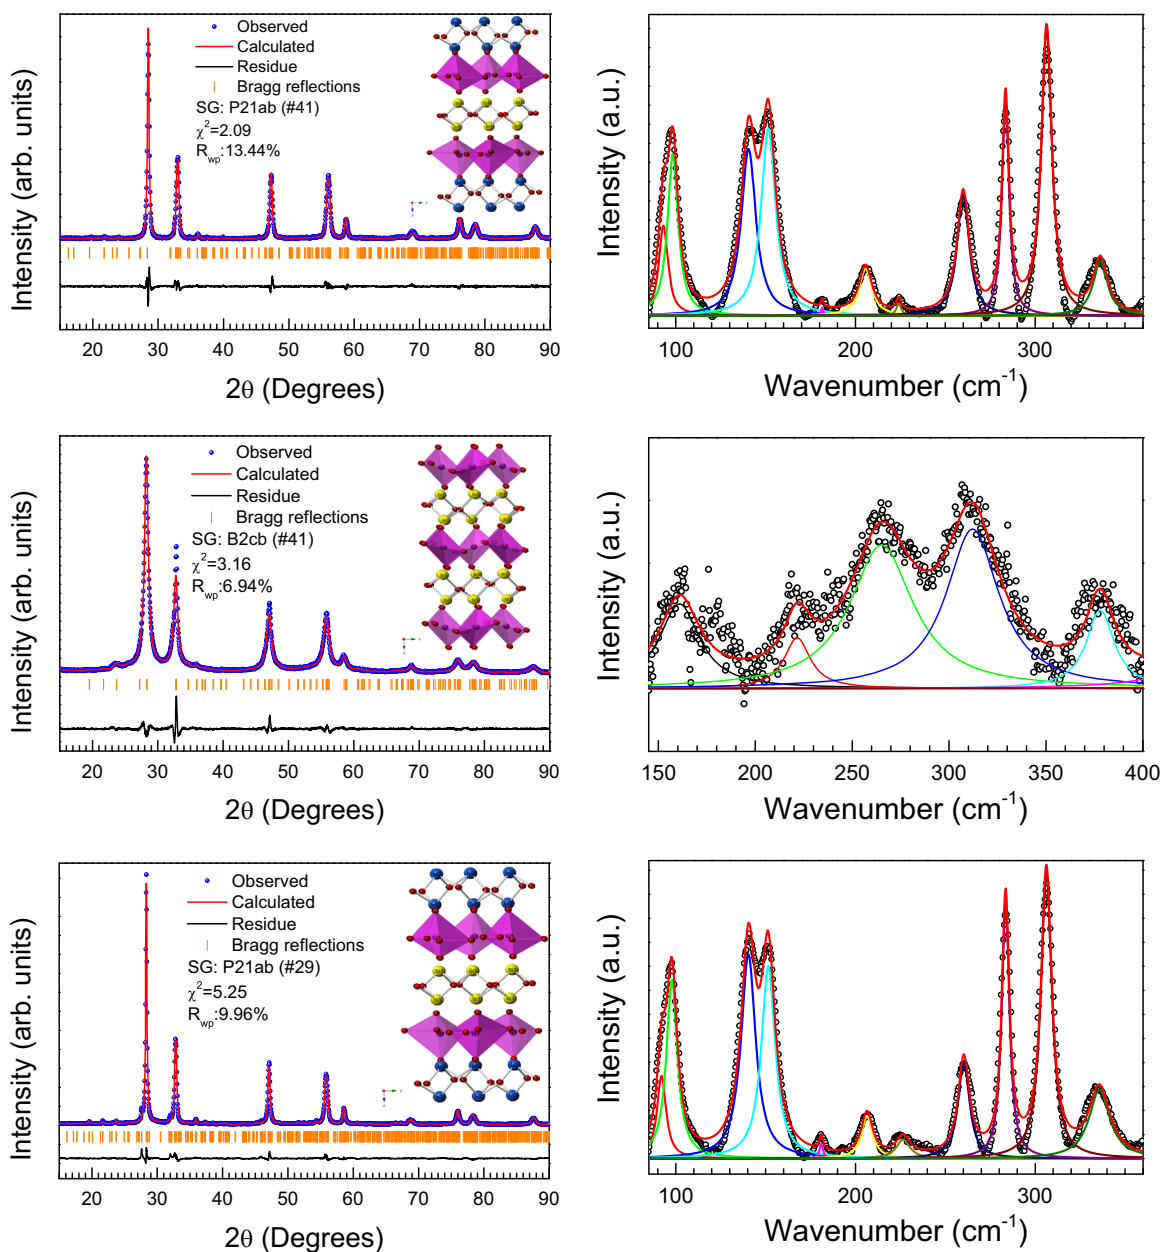 Observed
Calculated
Residue
Bragg reflections
SG: P21ab (#41)
χ²=2.09
R_wp:13.44%
Intensity (arb. units)
20 30 40 50 60 70 80 90
2θ (Degrees)
Intensity (a.u.)
100 200 300
Wavenumber (cm⁻¹)
Observed
Calculated
Residue
Bragg reflections
SG: B2cb (#41)
χ²=3.16
R_wp:6.94%
Intensity (arb. units)
20 30 40 50 60 70 80 90
2θ (Degrees)
Intensity (a.u.)
150 200 250 300 350 400
Wavenumber (cm⁻¹)
Observed
Calculated
Residue
Bragg reflections
SG: P21ab (#29)
χ²=5.25
R_wp:9.96%
Intensity (arb. units)
20 30 40 50 60 70 80 90
2θ (Degrees)
Intensity (a.u.)
100 200 300
Wavenumber (cm⁻¹)